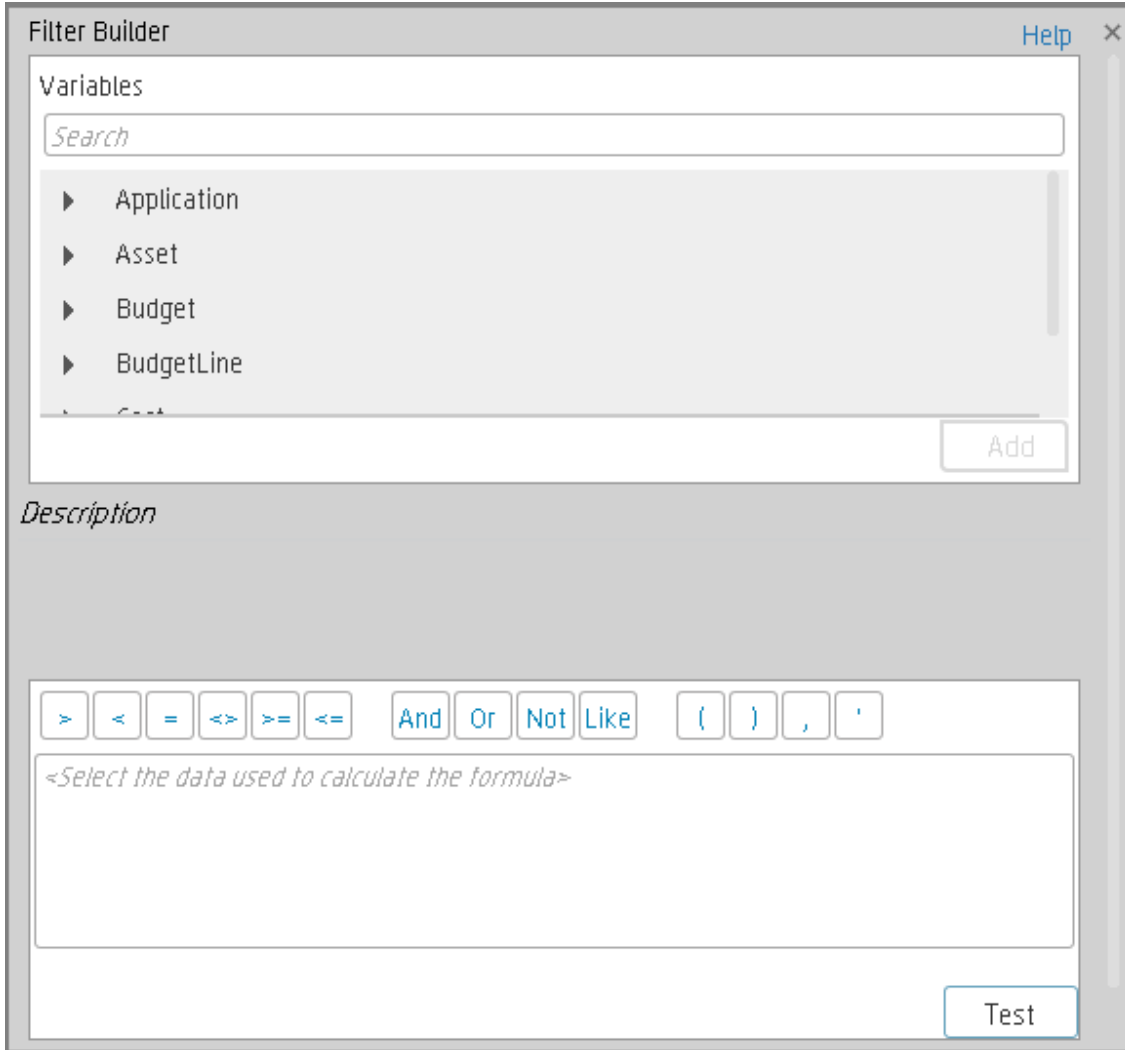 Filter Builder
Help ×
Variables
Search
Application
Asset
Budget
BudgetLine
Add
Description
> < = <> >= <= And Or Not Like ( ) , '
<Select the data used to calculate the formula>
Test